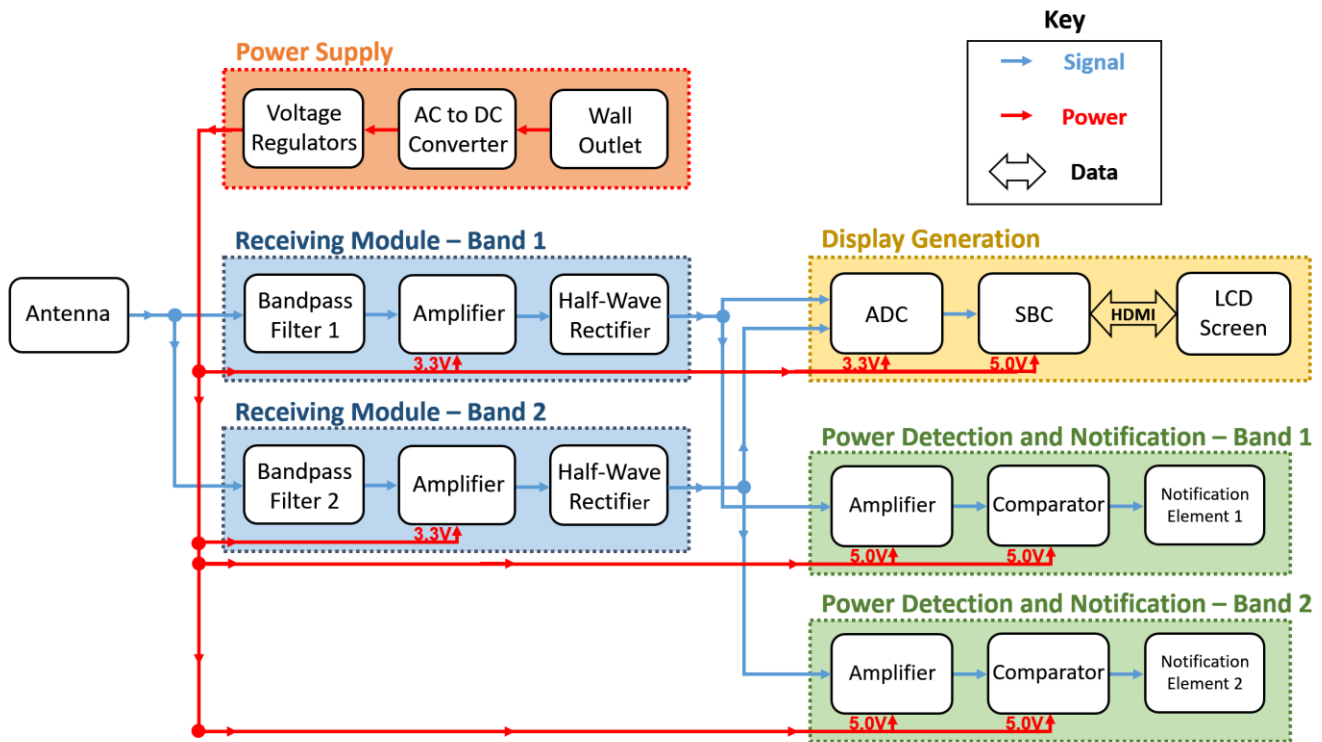 Key
Signal
Power
Data
Power Supply
Voltage
Regulators
AC to DC
Converter
Wall
Outlet
Receiving Module – Band 1
Antenna
Bandpass
Filter 1
Amplifier
Half-Wave
Rectifier
3.3V
Display Generation
ADC
SBC
HDMI
LCD
Screen
3.3V
5.0V
Receiving Module – Band 2
Bandpass
Filter 2
Amplifier
Half-Wave
Rectifier
3.3V
Power Detection and Notification – Band 1
Amplifier
Comparator
Notification
Element 1
5.0V
5.0V
Power Detection and Notification – Band 2
Amplifier
Comparator
Notification
Element 2
5.0V
5.0V